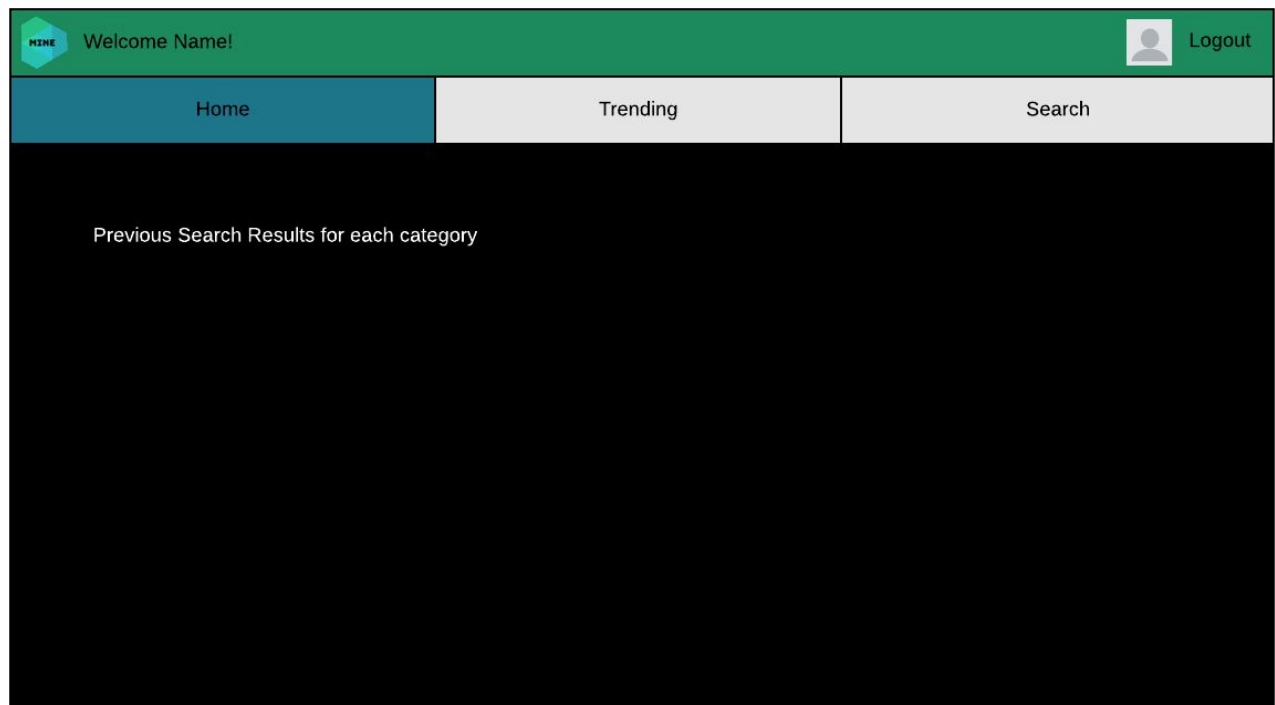 MINE
Welcome Name!
Logout
Home
Trending
Search
Previous Search Results for each category